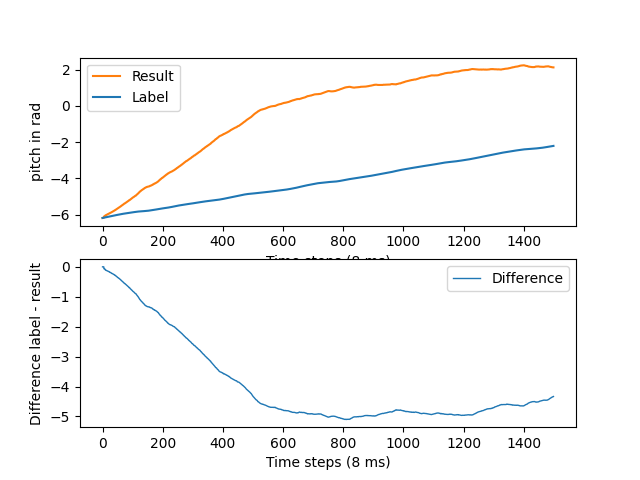 2
0
−2
−4
−6
pitch in rad
Result
Label
0 200 400 600 800 1000 1200 1400
Time steps (8 ms)
0
−1
−2
−3
−4
−5
Difference label - result
Difference
0 200 400 600 800 1000 1200 1400
Time steps (8 ms)